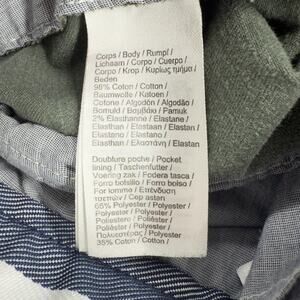 Corps / Body / Rumpf /
Lichaam / Corpo / Cuerpo /
Corpo / Krop / Κυρίως τμήμα /
Beden
98% Coton / Cotton /
Baumwolle / Katoen /
Cotone / Algodón / Algodão /
Bomuld / Βαμβάκι / Pamuk
2% Elasthanne / Elastane /
Elasthan / Elastaan / Elastan
/ Elastano / Elastano /
Elasthan / Ελαστάνη / Elastan
Doublure poche / Pocket
lining / Taschenfutter /
Voering zak / Fodera tasca /
Forro bolsillo / Forro bolso /
For lomme / Επένδυση
τσέπης / Cep astarı
65% Polyester / Polyester /
Polyester / Polyester /
Poliestere / Poliéster /
Poliéster / Polyester /
Πολυεστέρας / Polyester
35% Coton / Cotton /